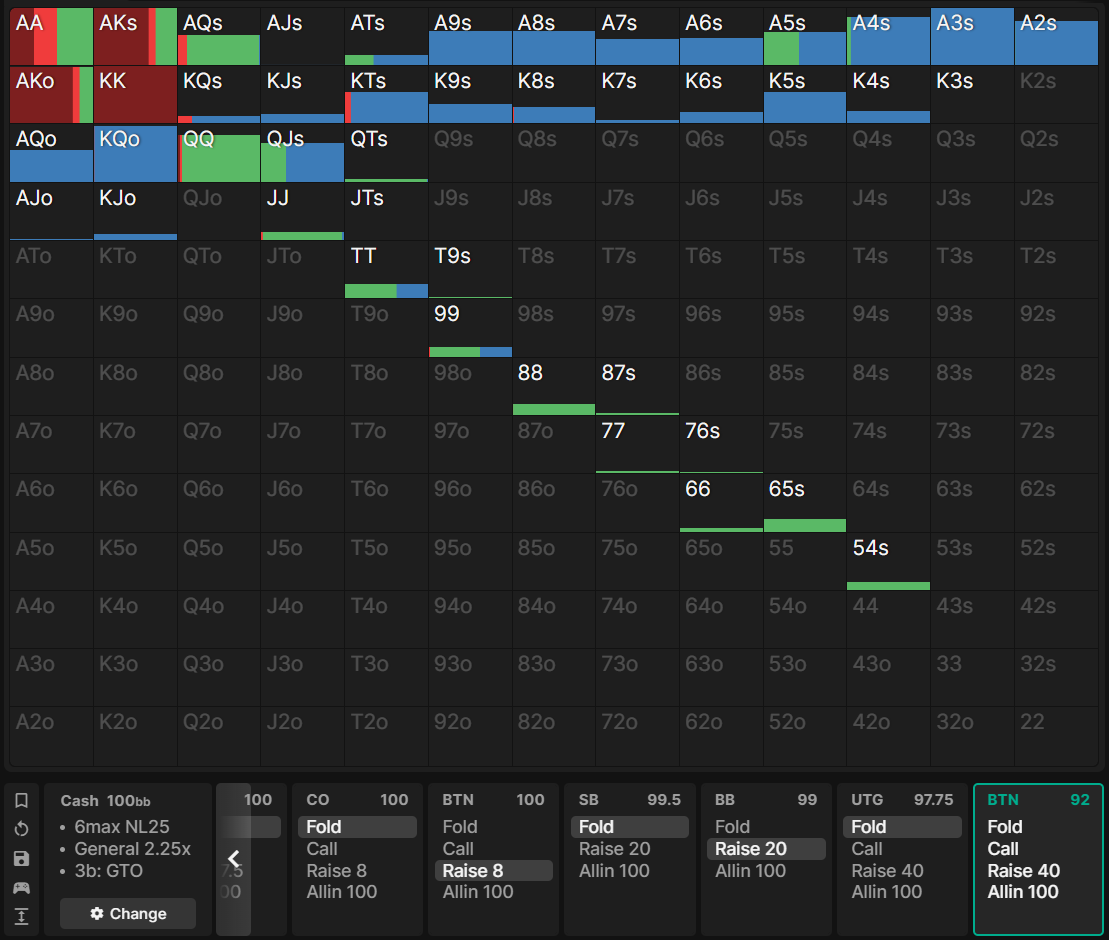 AA AKs AQs AJs ATs A9s A8s A7s A6s A5s A4s A3s A2s
AKo KK KQs KJs KTs K9s K8s K7s K6s K5s K4s K3s K2s
AQo KQo QQ QJs QTs Q9s Q8s Q7s Q6s Q5s Q4s Q3s Q2s
AJo KJo QJo JJ JTs J9s J8s J7s J6s J5s J4s J3s J2s
ATo KTo QTo JTo TT T9s T8s T7s T6s T5s T4s T3s T2s
A9o K9o Q9o J9o T9o 99 98s 97s 96s 95s 94s 93s 92s
A8o K8o Q8o J8o T8o 98o 88 87s 86s 85s 84s 83s 82s
A7o K7o Q7o J7o T7o 97o 87o 77 76s 75s 74s 73s 72s
A6o K6o Q6o J6o T6o 96o 86o 76o 66 65s 64s 63s 62s
A5o K5o Q5o J5o T5o 95o 85o 75o 65o 55 54s 53s 52s
A4o K4o Q4o J4o T4o 94o 84o 74o 64o 54o 44 43s 42s
A3o K3o Q3o J3o T3o 93o 83o 73o 63o 53o 43o 33 32s
A2o K2o Q2o J2o T2o 92o 82o 72o 62o 52o 42o 32o 22
Cash 100bb
• 6max NL25
• General 2.25x
• 3b: GTO
Change
100
7.5
00
CO 100
Fold
Call
Raise 8
Allin 100
BTN 100
Fold
Call
Raise 8
Allin 100
SB 99.5
Fold
Raise 20
Allin 100
BB 99
Fold
Raise 20
Allin 100
UTG 97.75
Fold
Call
Raise 40
Allin 100
BTN 92
Fold
Call
Raise 40
Allin 100